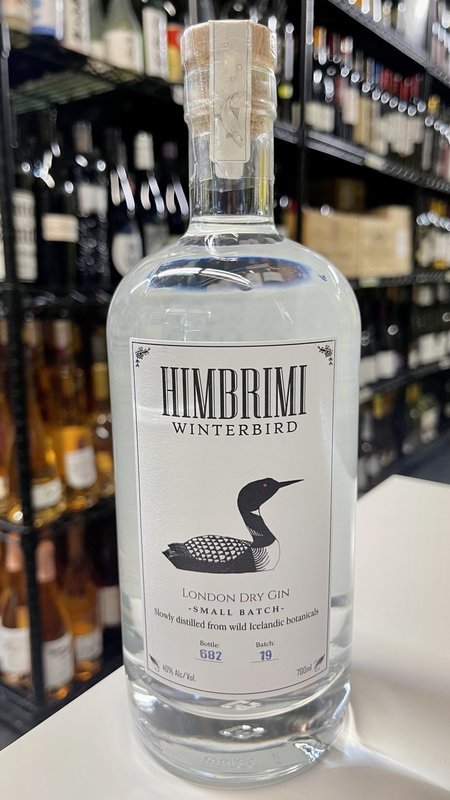 HIMBRIMI
WINTERBIRD
LONDON DRY GIN
-SMALL BATCH-
Slowly distilled from wild Icelandic botanicals
Bottle: Batch:
682 19
40% Alc/Vol. 700ml